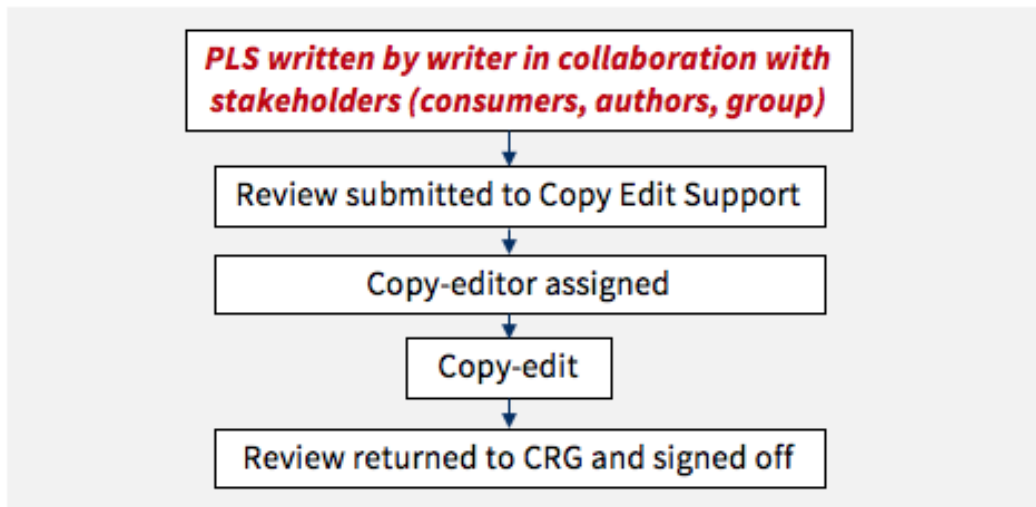 PLS written by writer in collaboration with
stakeholders (consumers, authors, group)
Review submitted to Copy Edit Support
Copy-editor assigned
Copy-edit
Review returned to CRG and signed off